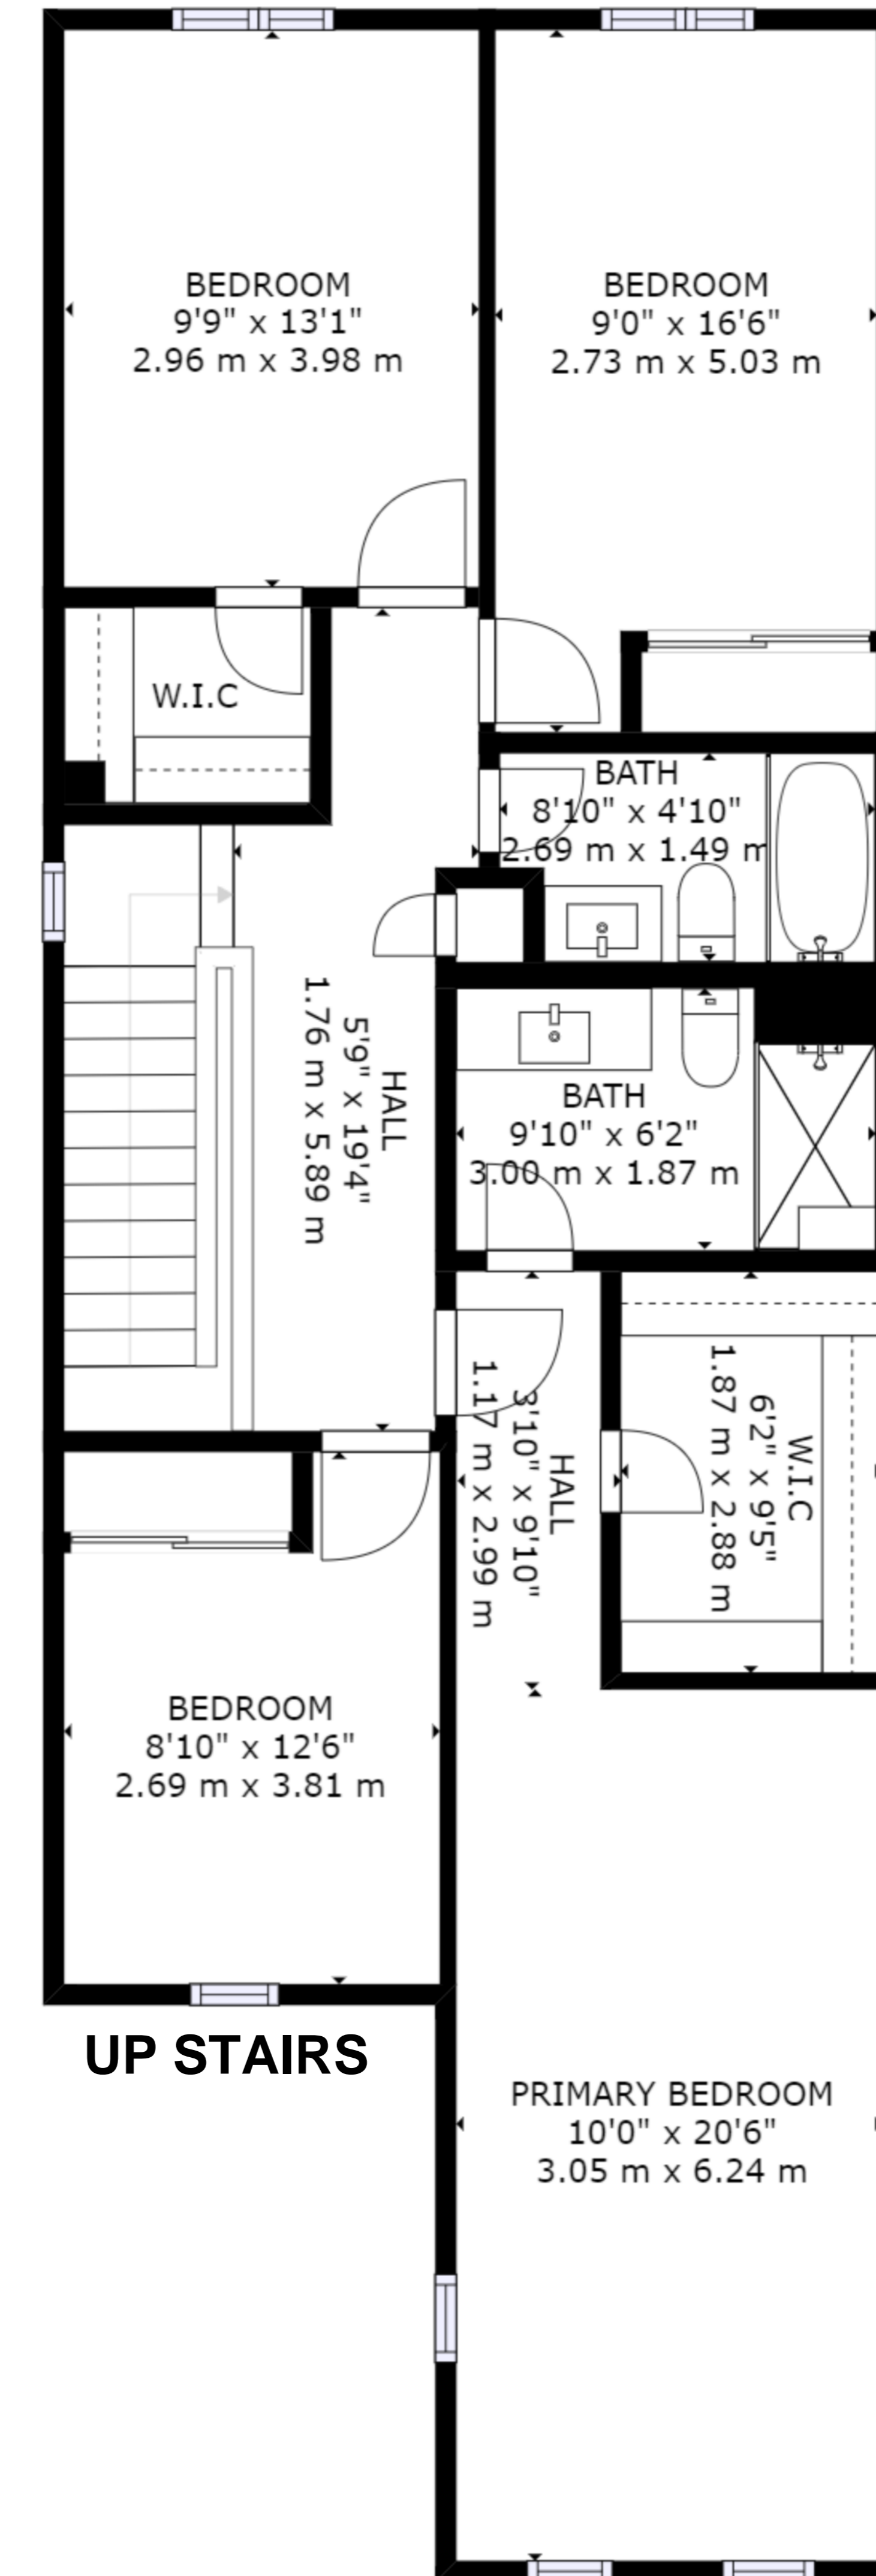 BEDROOM
9'9" x 13'1"
2.96 m x 3.98 m
BEDROOM
9'0" x 16'6"
2.73 m x 5.03 m
W.I.C
BATH
8'10" x 4'10"
2.69 m x 1.49 m
HALL
5'9" x 19'4"
1.76 m x 5.89 m
BATH
9'10" x 6'2"
3.00 m x 1.87 m
HALL
3'10" x 9'10"
1.17 m x 2.99 m
W.I.C
6'2" x 9'5"
1.87 m x 2.88 m
BEDROOM
8'10" x 12'6"
2.69 m x 3.81 m
UP STAIRS
PRIMARY BEDROOM
10'0" x 20'6"
3.05 m x 6.24 m